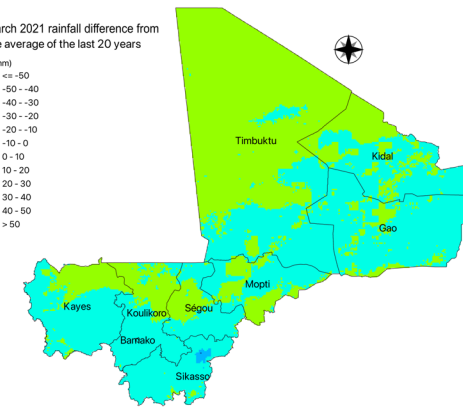 arch 2021 rainfall difference from
e average of the last 20 years
m)
<= -50
-50 - -40
-40 - -30
-30 - -20
-20 - -10
-10 - 0
0 - 10
10 - 20
20 - 30
30 - 40
40 - 50
> 50
Timbuktu
Kidal
Gao
Mopti
Kayes
Koulikoro
Ségou
Bamako
Sikasso